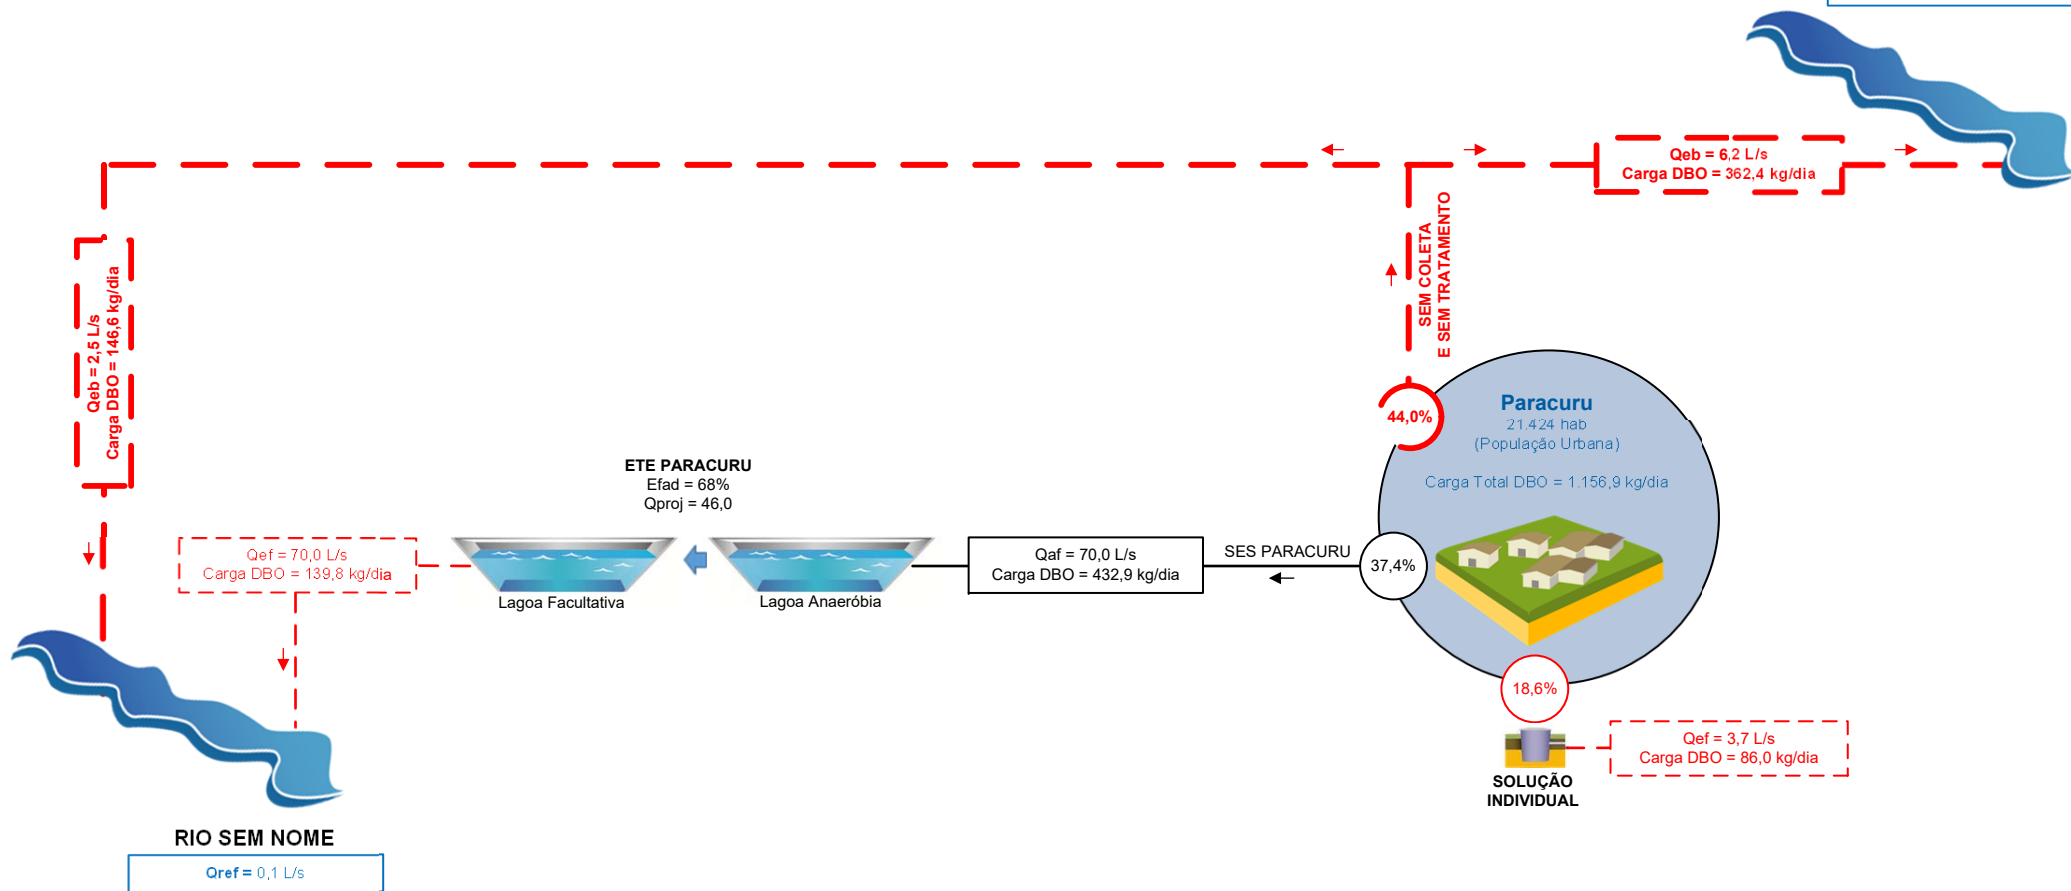 Qeb = 6,2 L/s
Carga DBO = 362,4 kg/dia
SEM COLETA
E SEM TRATAMENTO
Qeb = 2,5 L/s
Carga DBO = 146,6 kg/dia
44,0%
Paracuru
21.424 hab
(População Urbana)
Carga Total DBO = 1.156,9 kg/dia
ETE PARACURU
Efad = 68%
Qproj = 46,0
Qef = 70,0 L/s
Carga DBO = 139,8 kg/dia
Lagoa Facultativa
Lagoa Anaeróbia
Qaf = 70,0 L/s
Carga DBO = 432,9 kg/dia
SES PARACURU
37,4%
18,6%
Qef = 3,7 L/s
Carga DBO = 86,0 kg/dia
SOLUÇÃO
INDIVIDUAL
RIO SEM NOME
Qref = 0,1 L/s